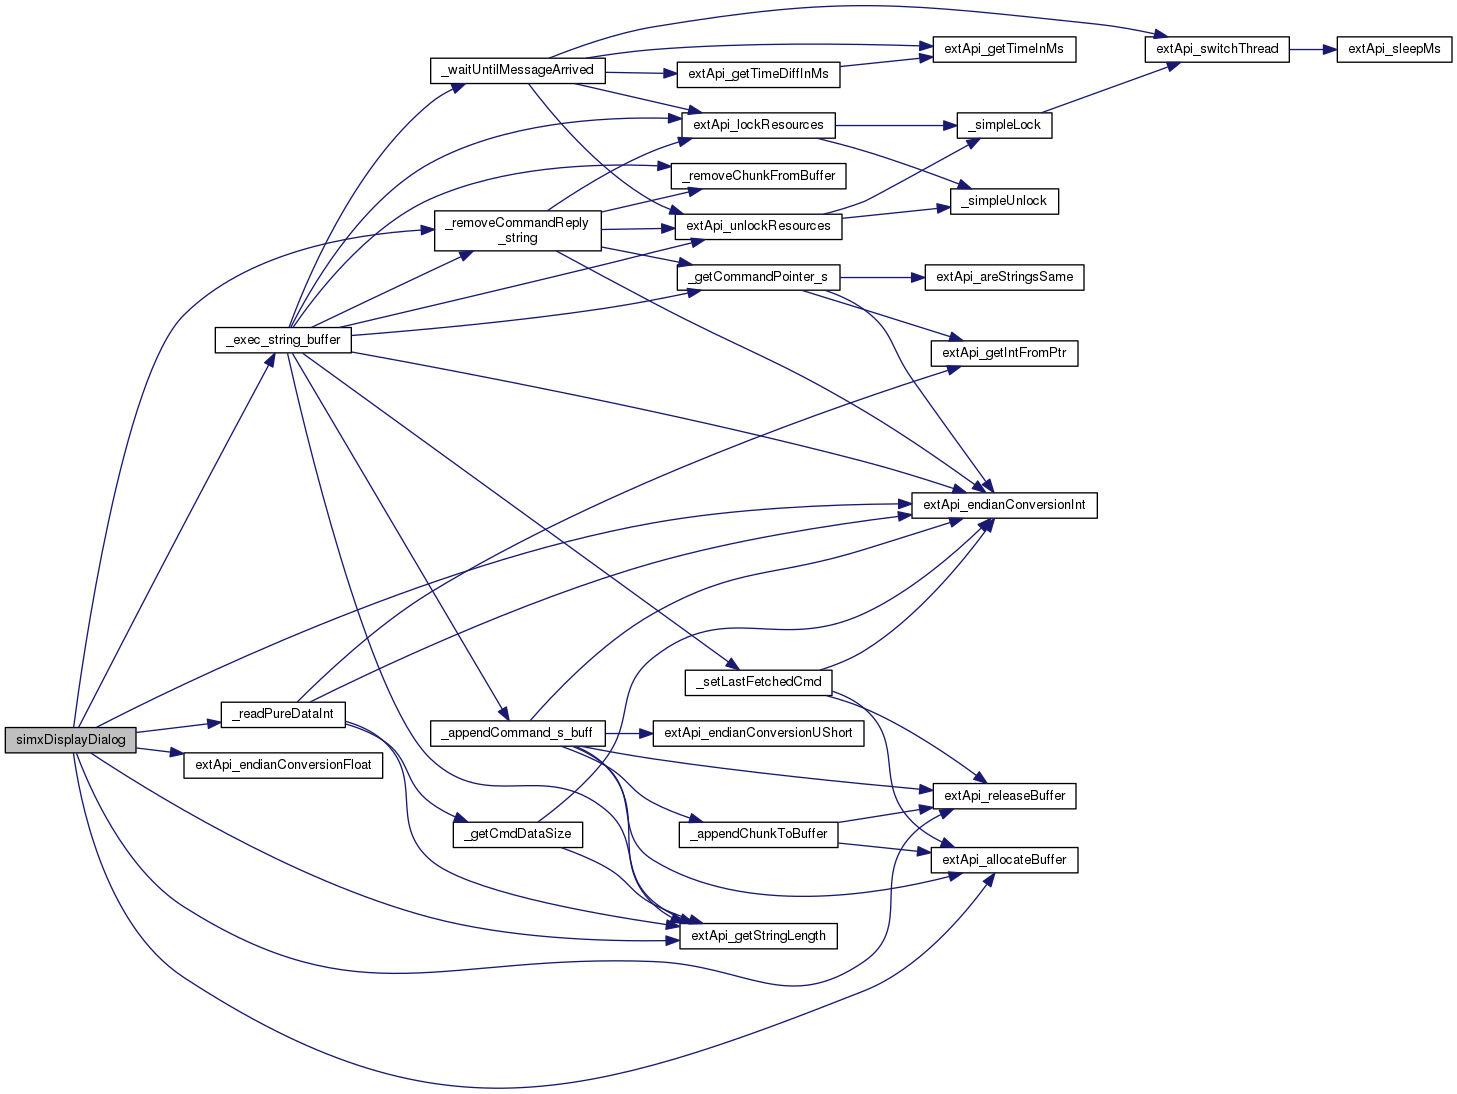 extApi_switchThread
extApi_sleepMs
extApi_getTimeInMs
_waitUntilMessageArrived
extApi_getTimeDiffInMs
extApi_lockResources
_simpleLock
_removeChunkFromBuffer
_simpleUnlock
_removeCommandReply
_string
extApi_unlockResources
_getCommandPointer_s
extApi_areStringsSame
_exec_string_buffer
extApi_getIntFromPtr
extApi_endianConversionInt
_setLastFetchedCmd
_readPureDataInt
simxDisplayDialog
_appendCommand_s_buff
extApi_endianConversionUShort
extApi_endianConversionFloat
extApi_releaseBuffer
_getCmdDataSize
_appendChunkToBuffer
extApi_allocateBuffer
extApi_getStringLength